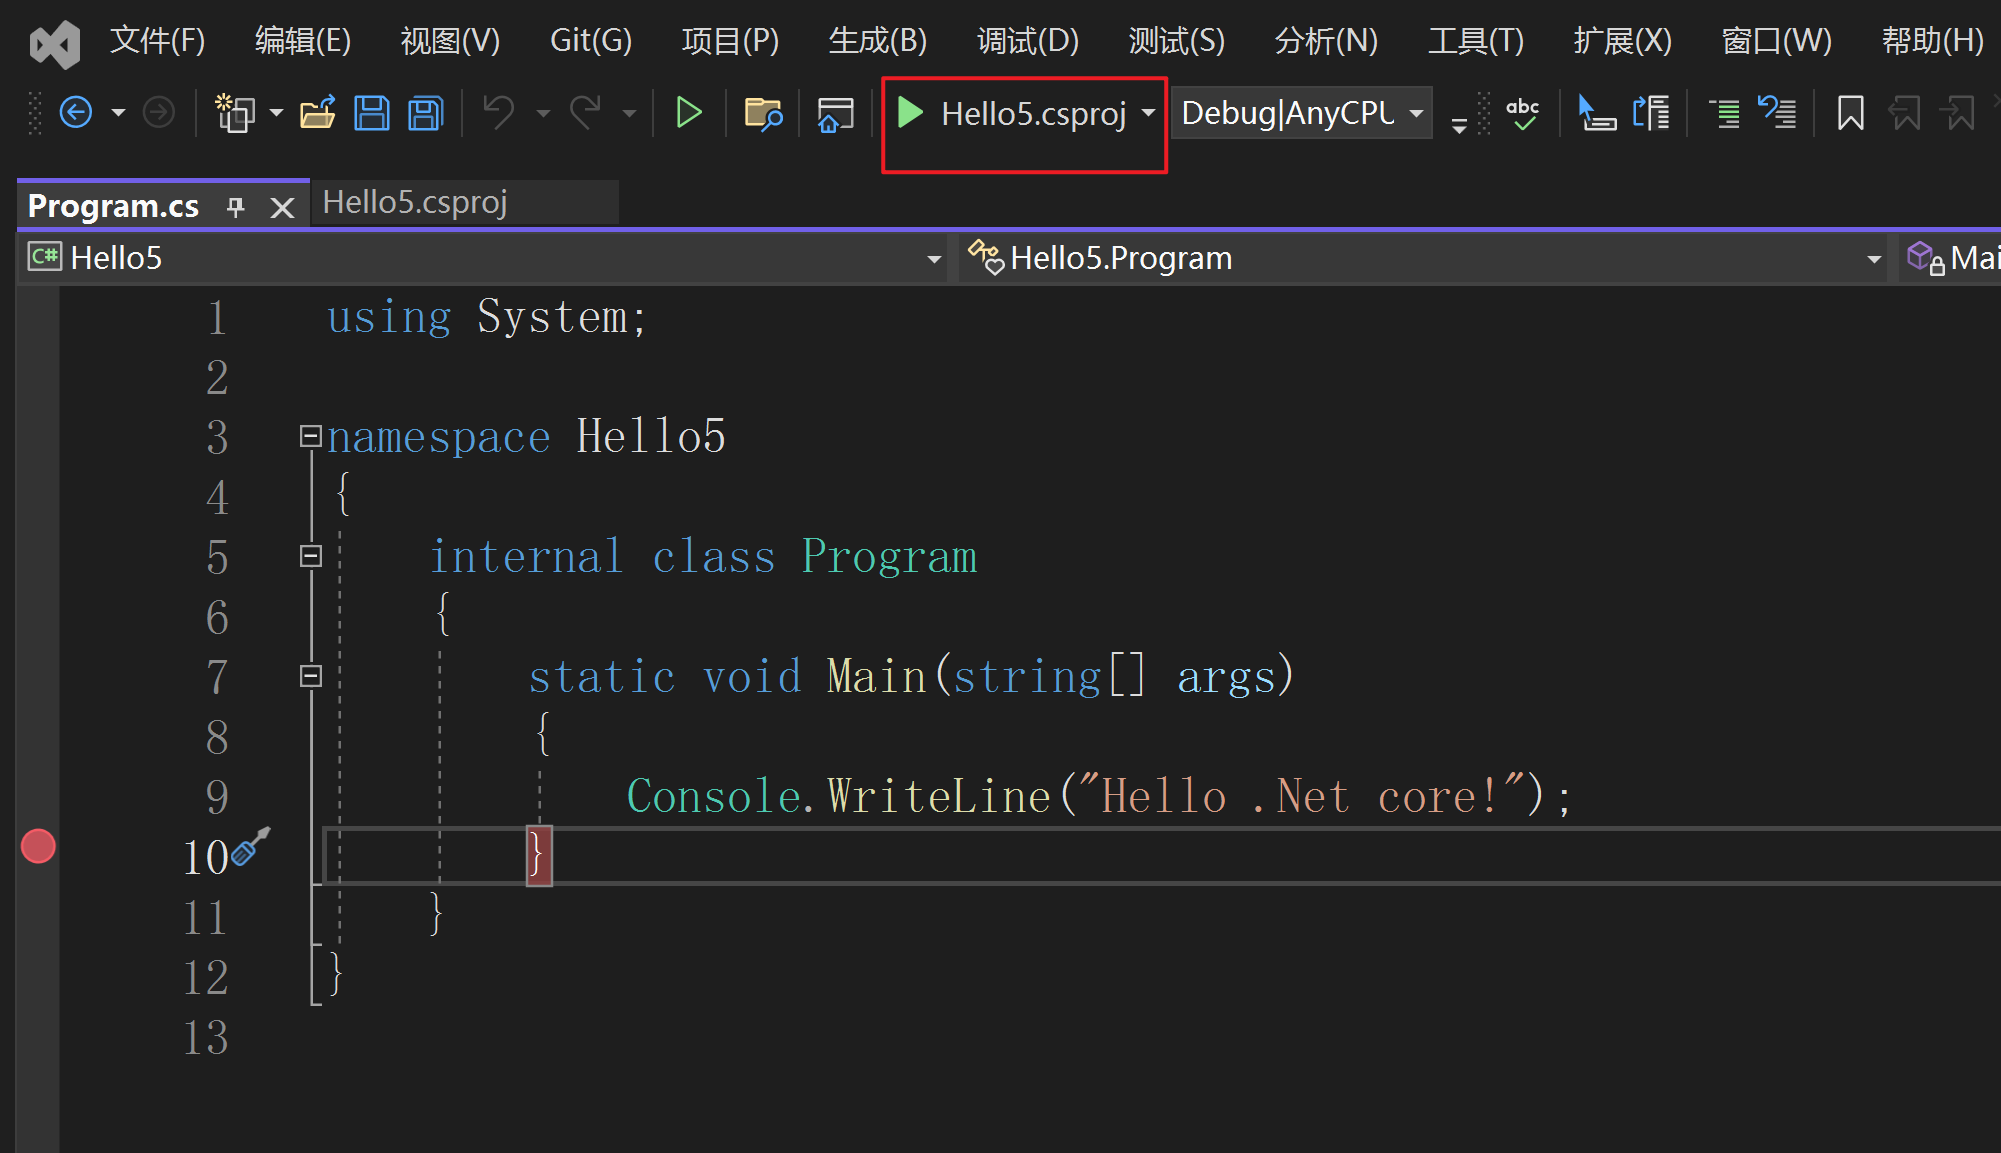 文件(F) 编辑(E) 视图(V) Git(G) 项目(P) 生成(B) 调试(D) 测试(S) 分析(N) 工具(T) 扩展(X) 窗口(W) 帮助(H)
Hello5.csproj Debug|AnyCPU abc
Program.cs Hello5.csproj
C# Hello5 Hello5.Program Mai
1 using System;
2
3 namespace Hello5
4 {
5 internal class Program
6 {
7 static void Main(string[] args)
8 {
9 Console.WriteLine("Hello .Net core!");
10 }
11 }
12 }
13